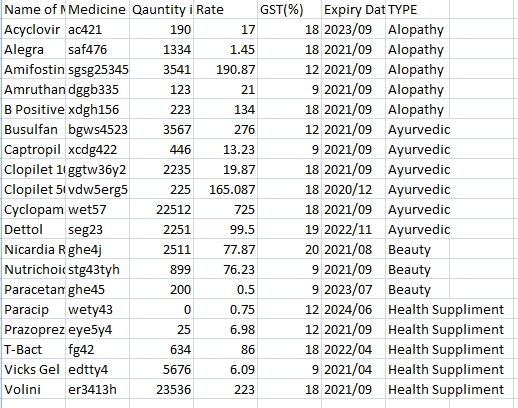 Name of M Medicine Qauntity i Rate GST(%) Expiry Dat TYPE
Acyclovir ac421 190 17 18 2023/09 Alopathy
Alegra saf476 1334 1.45 18 2021/09 Alopathy
Amifostin sgsg25345 3541 190.87 12 2021/09 Alopathy
Amruthan dggb335 123 21 9 2021/09 Alopathy
B Positive xdgh156 223 134 18 2021/09 Alopathy
Busulfan bgws4523 3567 276 12 2021/09 Ayurvedic
Captropil xcdg422 446 13.23 9 2021/09 Ayurvedic
Clopilet 10 ggtw36y2 2235 19.87 18 2021/09 Ayurvedic
Clopilet 50 vdw5erg5 225 165.087 18 2020/12 Ayurvedic
Cyclopam wet57 22512 725 18 2021/09 Ayurvedic
Dettol seg23 2251 99.5 19 2022/11 Ayurvedic
Nicardia R ghe4j 2511 77.87 20 2021/08 Beauty
Nutrichoic stg43tyh 899 76.23 9 2021/09 Beauty
Paracetam ghe45 200 0.5 9 2023/07 Beauty
Paracip wety43 0 0.75 12 2024/06 Health Suppliment
Prazoprez eye5y4 25 6.98 12 2021/09 Health Suppliment
T-Bact fg42 634 86 18 2022/04 Health Suppliment
Vicks Gel edtty4 5676 6.09 9 2021/04 Health Suppliment
Volini er3413h 23536 223 18 2021/09 Health Suppliment